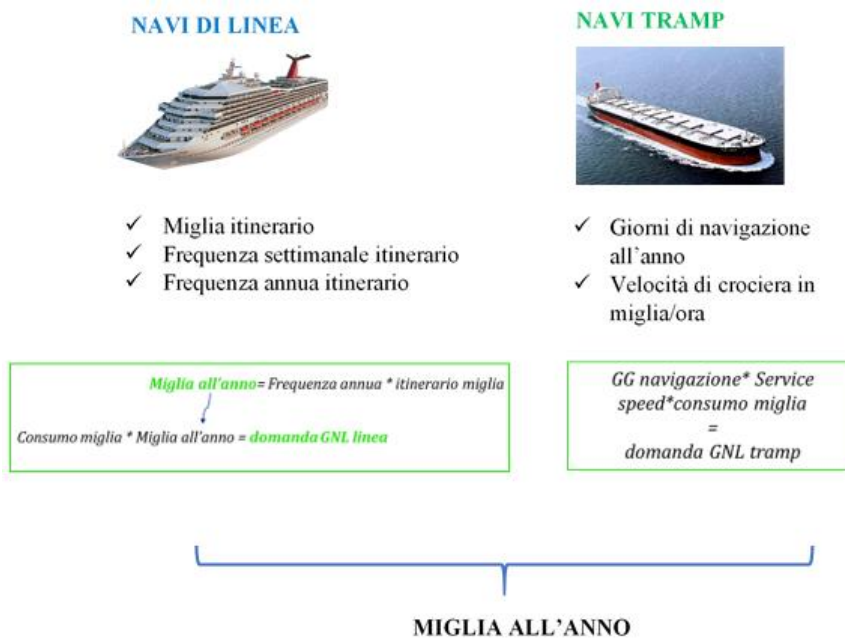 NAVI DI LINEA
✓ Miglia itinerario
✓ Frequenza settimanale itinerario
✓ Frequenza annua itinerario
Miglia all'anno= Frequenza annua * itinerario miglia
Consumo miglia * Miglia all'anno = domanda GNL linea
NAVI TRAMP
✓ Giorni di navigazione
all'anno
✓ Velocità di crociera in
miglia/ora
GG navigazione* Service
speed*consumo miglia
=
domanda GNL tramp
MIGLIA ALL'ANNO